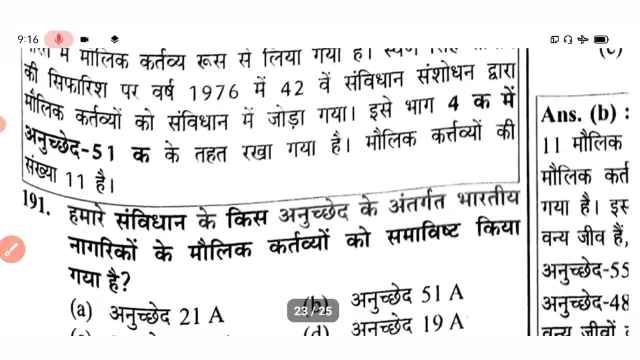 9:16
में मौलिक कर्तव्य रूस से लिया गया है।
की सिफारिश पर वर्ष 1976 में 42 वें संविधान संशोधन द्वारा
मौलिक कर्तव्यों को संविधान में जोड़ा गया। इसे भाग 4 क में
अनुच्छेद-51 क के तहत रखा गया है। मौलिक कर्त्तव्यों की
संख्या 11 है।
191. हमारे संविधान के किस अनुच्छेद के अंतर्गत भारतीय
नागरिकों के मौलिक कर्तव्यों को समाविष्ट किया
गया है?
(a) अनुच्छेद 21 A
(b) अनुच्छेद 51 A
(d) अनुच्छेद 19 A
23 / 25
(c)
Ans. (b) :
11 मौलिक
मौलिक कर्त
गया है। इस
वन्य जीव हैं,
अनुच्छेद-55
अनुच्छेद-48
वन्य जीवों